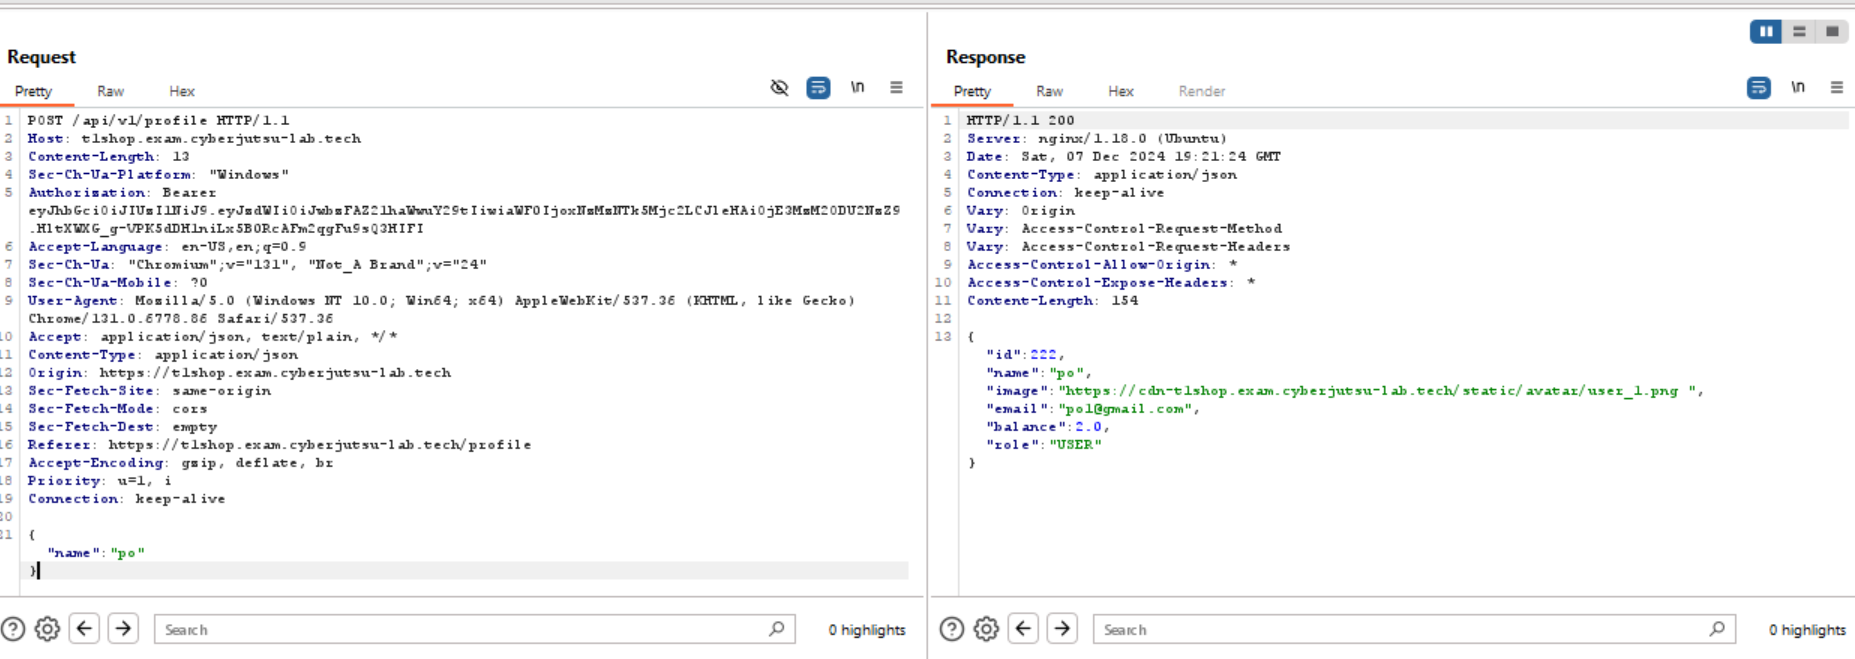 Request
Pretty Raw Hex \n
1 POST /api/v1/profile HTTP/1.1
2 Host: tlshop.exam.cyberjutsu-lab.tech
3 Content-Length: 13
4 Sec-Ch-Ua-Platform: "Windows"
5 Authorization: Bearer
6 Accept-Language: en-US,en;q=0.9
7 Sec-Ch-Ua: "Chromium";v="131", "Not_A Brand";v="24"
8 Sec-Ch-Ua-Mobile: ?0
9 User-Agent: Mozilla/5.0 (Windows NT 10.0; Win64; x64) AppleWebKit/537.36 (KHTML, like Gecko)
Chrome/131.0.6778.86 Safari/537.36
10 Accept: application/json, text/plain, */*
11 Content-Type: application/json
12 Origin: https://tlshop.exam.cyberjutsu-lab.tech
13 Sec-Fetch-Site: same-origin
14 Sec-Fetch-Mode: cors
15 Sec-Fetch-Dest: empty
16 Referer: https://tlshop.exam.cyberjutsu-lab.tech/profile
17 Accept-Encoding: gzip, deflate, br
18 Priority: u=1, i
19 Connection: keep-alive
20
21 {
"name":"po"
}
Search 0 highlights
Response
Pretty Raw Hex Render \n
1 HTTP/1.1 200
2 Server: nginx/1.18.0 (Ubuntu)
3 Date: Sat, 07 Dec 2024 19:21:24 GMT
4 Content-Type: application/json
5 Connection: keep-alive
6 Vary: Origin
7 Vary: Access-Control-Request-Method
8 Vary: Access-Control-Request-Headers
9 Access-Control-Allow-Origin: *
10 Access-Control-Expose-Headers: *
11 Content-Length: 154
12
13 {
"id":222,
"name":"po",
"image":"https://cdn-tlshop.exam.cyberjutsu-lab.tech/static/avatar/user_1.png ",
"email":"po1@gmail.com",
"balance":2.0,
"role":"USER"
}
Search 0 highlights